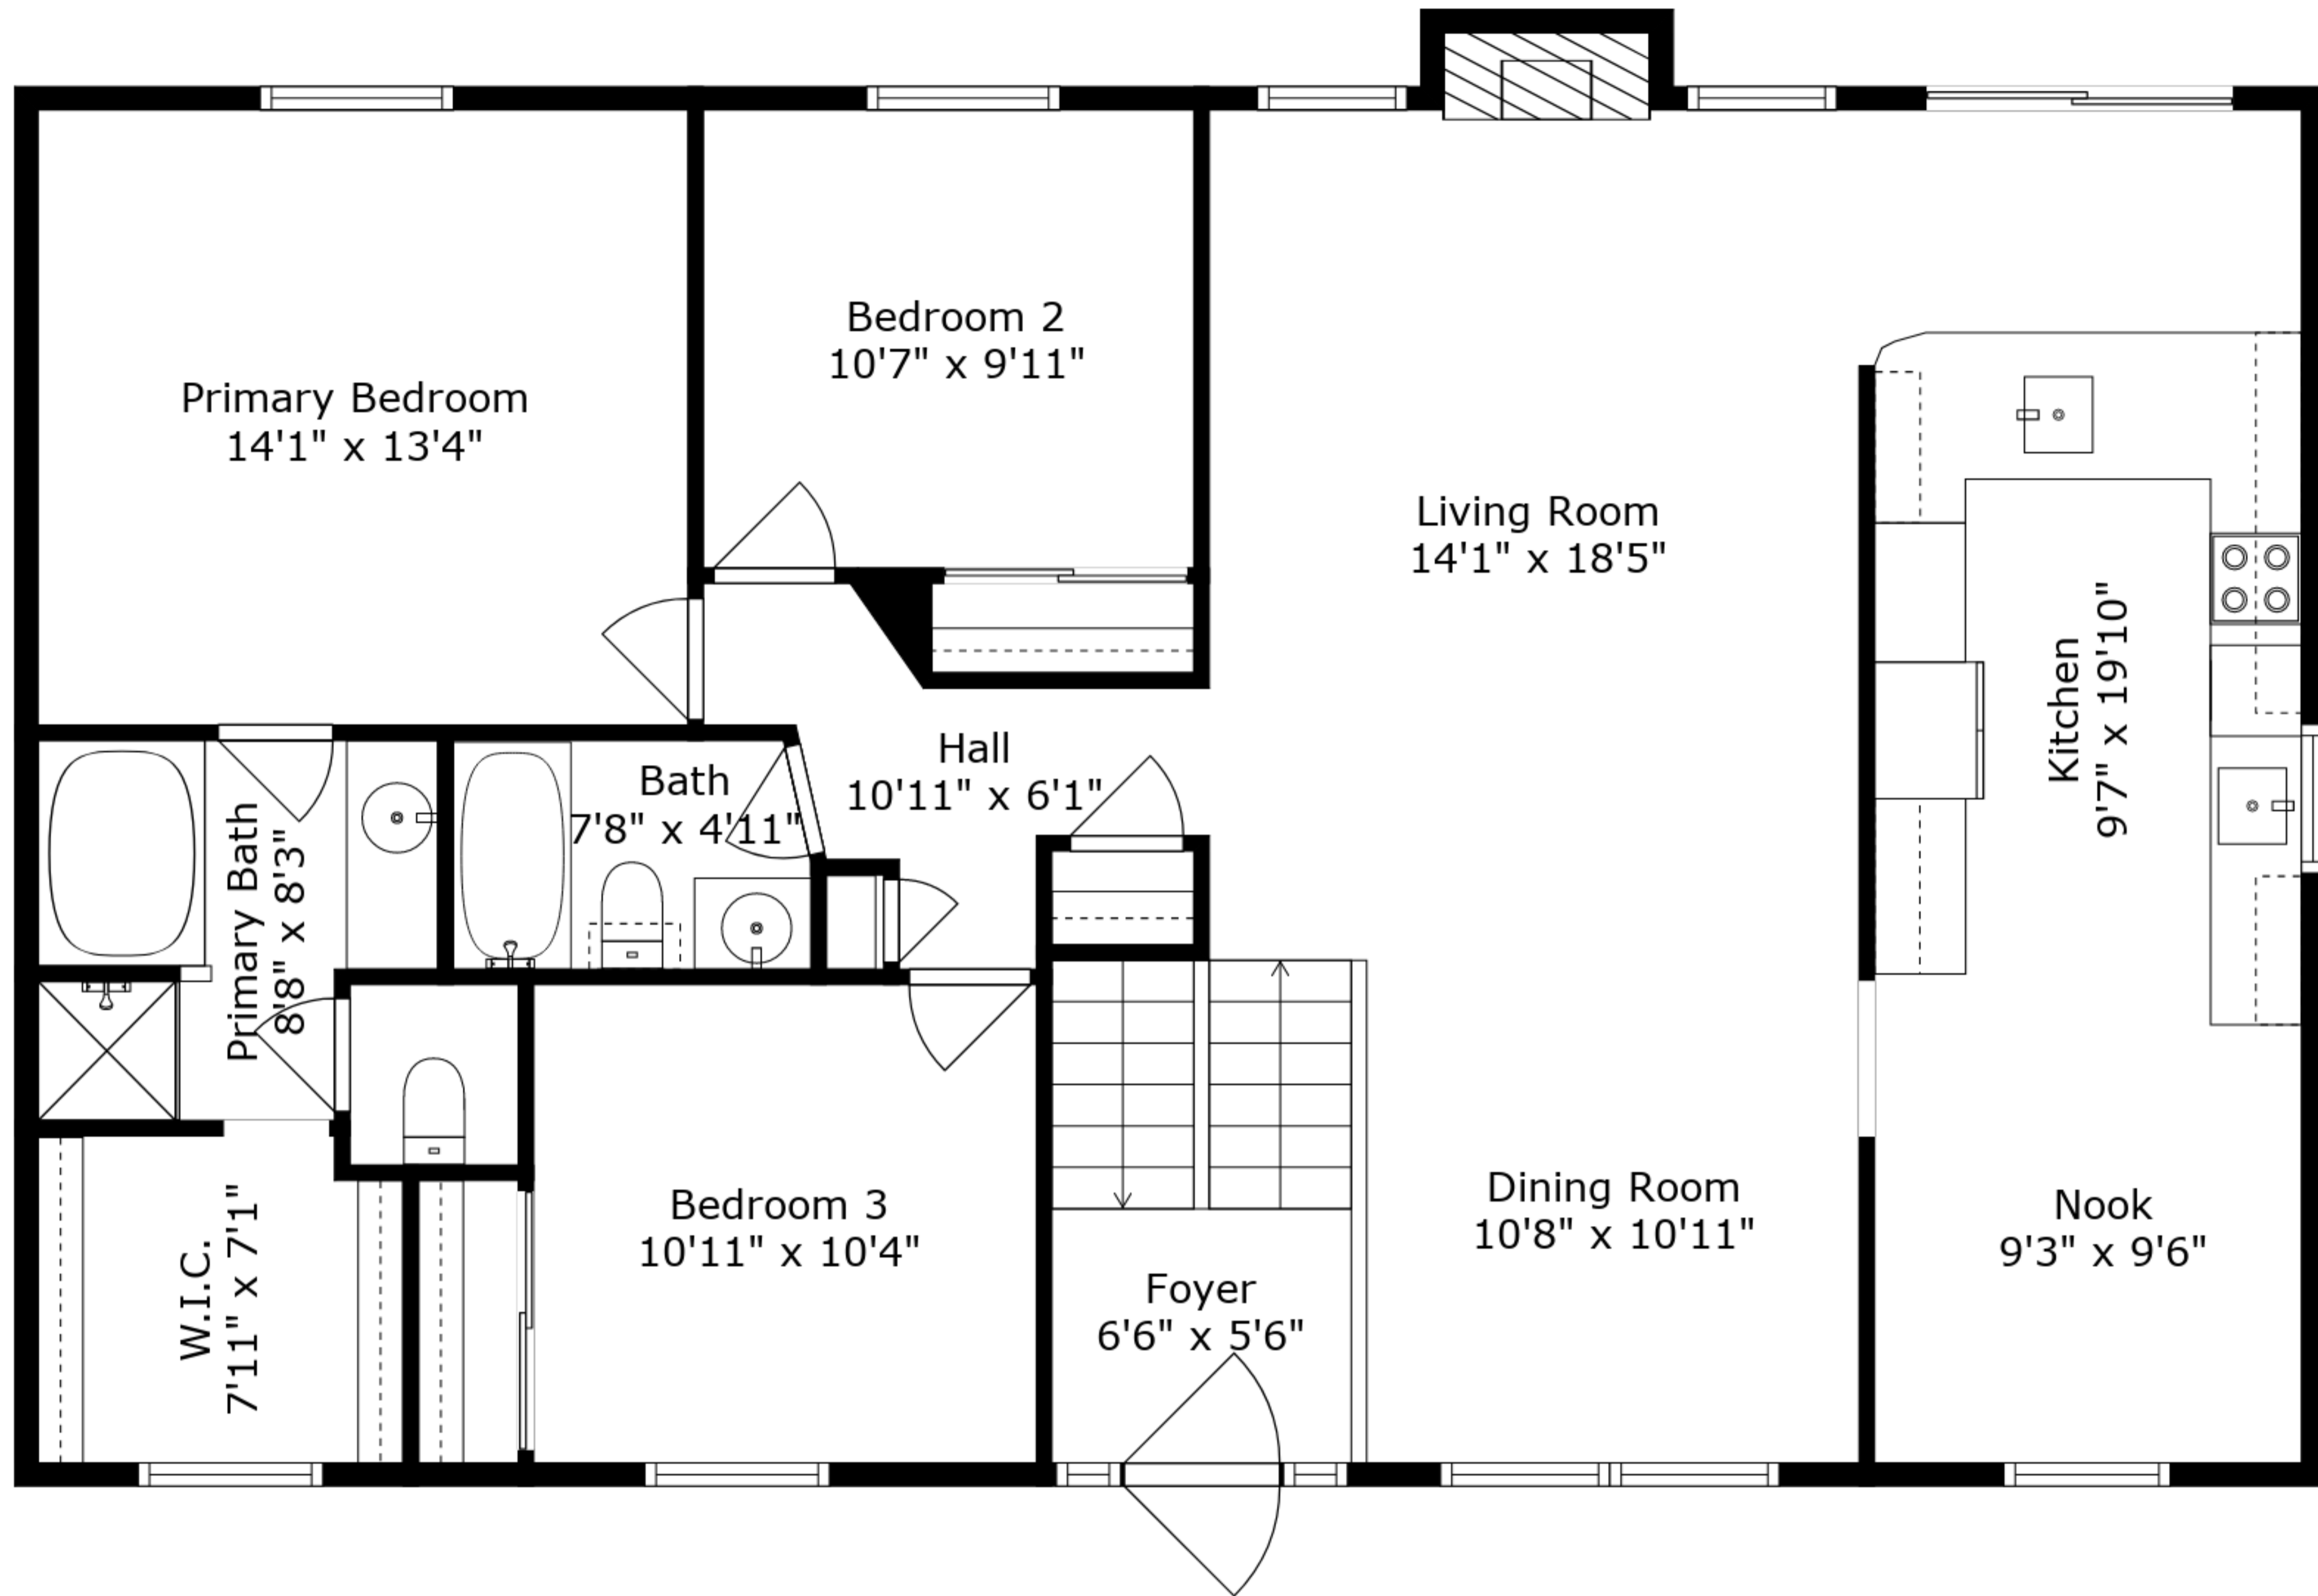 Primary Bedroom
14'1" x 13'4"
Bedroom 2
10'7" x 9'11"
Living Room
14'1" x 18'5"
Kitchen
9'7" x 19'10"
Hall
10'11" x 6'1"
Bath
7'8" x 4'11"
Primary Bath
8'8" x 8'3"
W.I.C.
7'11" x 7'1"
Bedroom 3
10'11" x 10'4"
Foyer
6'6" x 5'6"
Dining Room
10'8" x 10'11"
Nook
9'3" x 9'6"